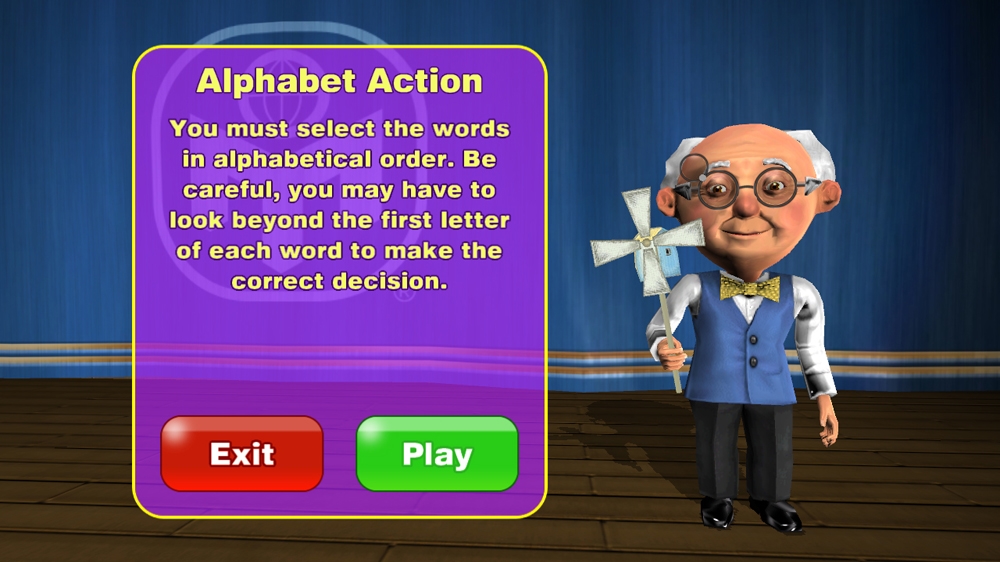 Alphabet Action
You must select the words
in alphabetical order. Be
careful, you may have to
look beyond the first letter
of each word to make the
correct decision.
®
Exit
Play